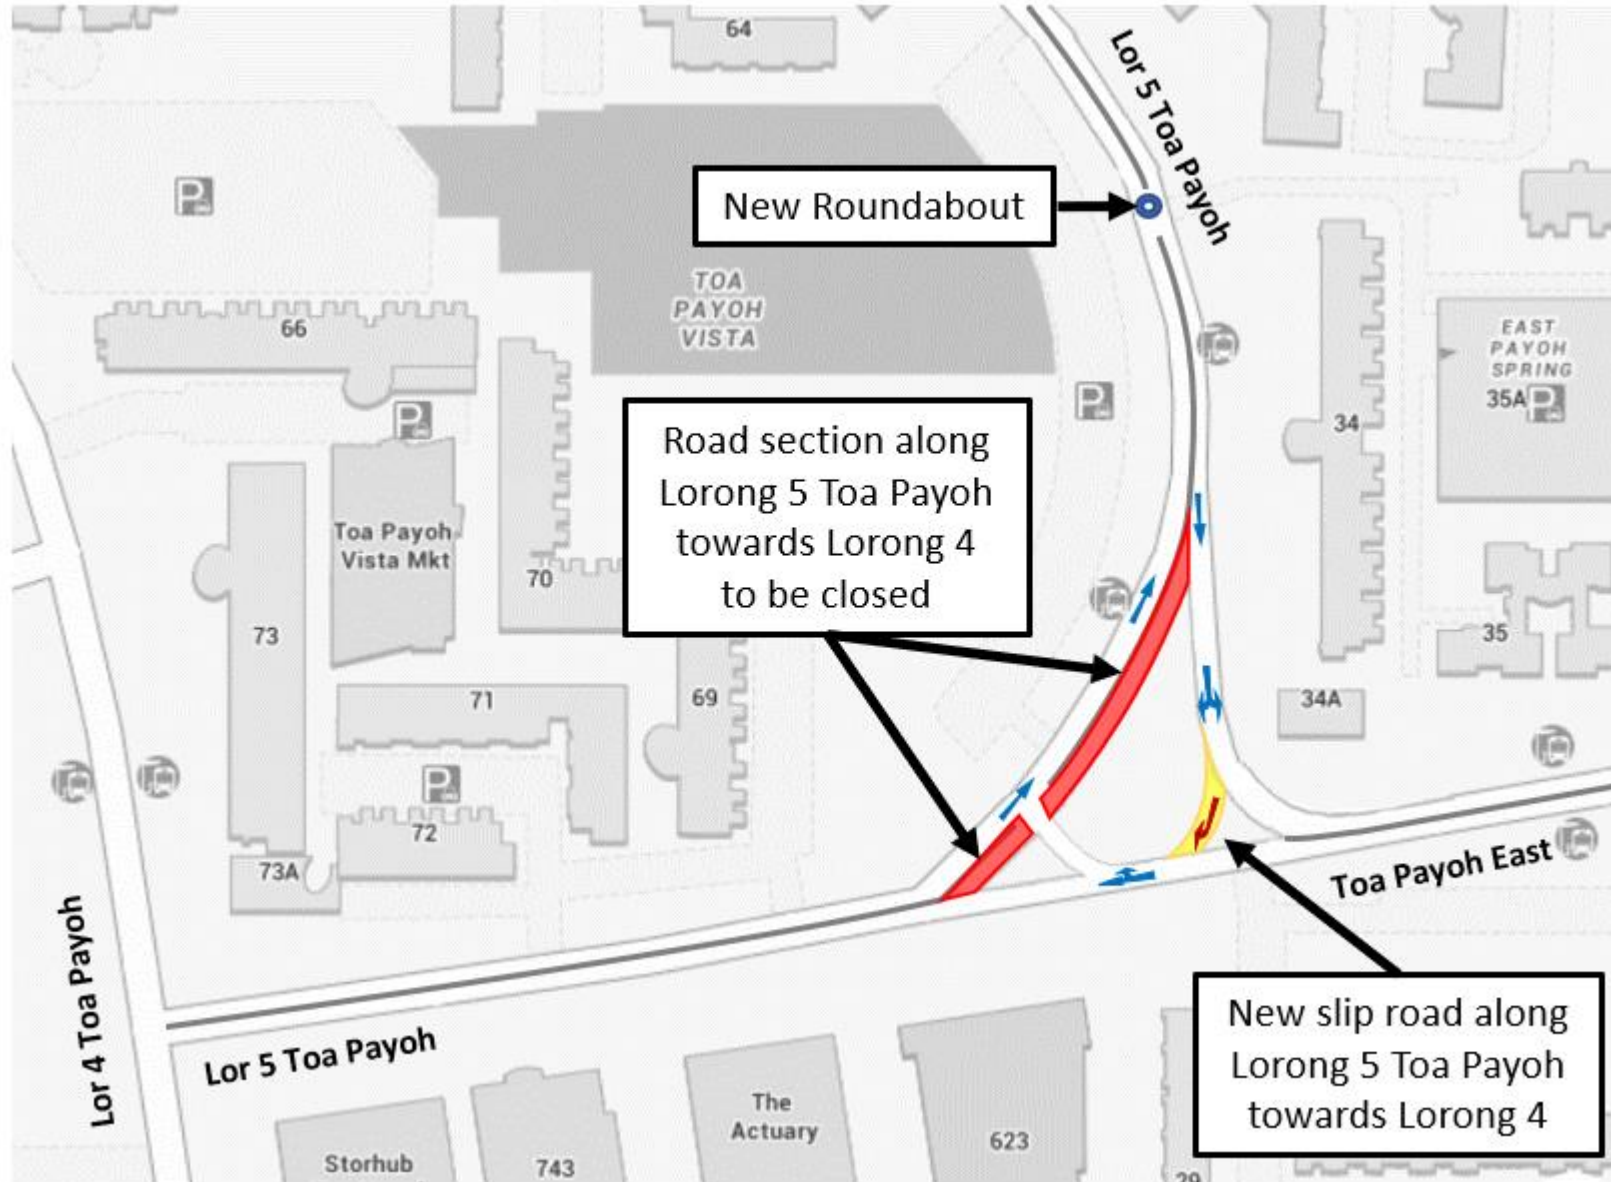 64
Lor 5 Toa Payoh
P
New Roundabout
TOA
PAYOH
VISTA
66
EAST
PAYOH
SPRING
35A P
34
P
P
Road section along
Lorong 5 Toa Payoh
towards Lorong 4
to be closed
Toa Payoh
Vista Mkt
70
73
35
71
69
34A
P
72
73A
Toa Payoh East
Lor 4 Toa Payoh
New slip road along
Lorong 5 Toa Payoh
towards Lorong 4
Lor 5 Toa Payoh
The
Actuary
623
Storhub
743
29